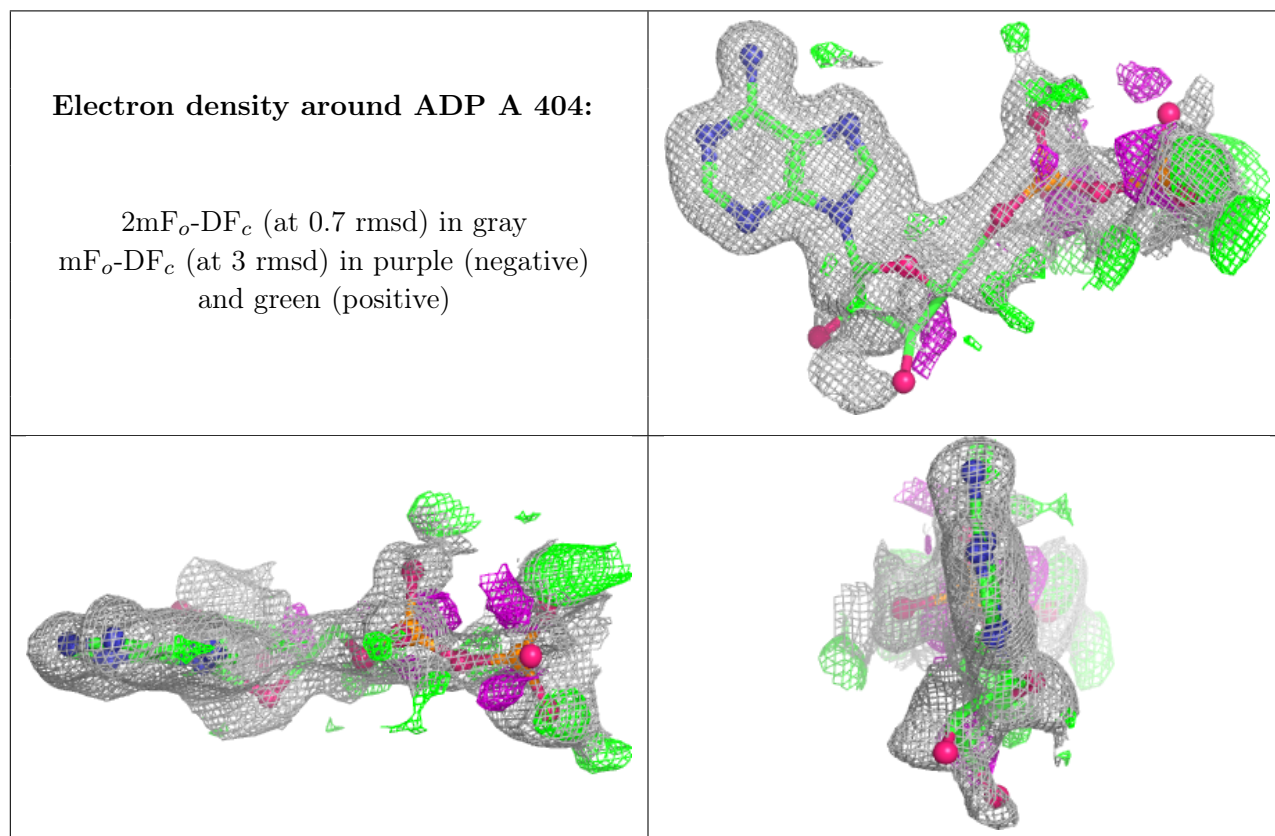 Electron density around ADP A 404:
2mFo-DFc (at 0.7 rmsd) in gray
mFo-DFc (at 3 rmsd) in purple (negative)
and green (positive)